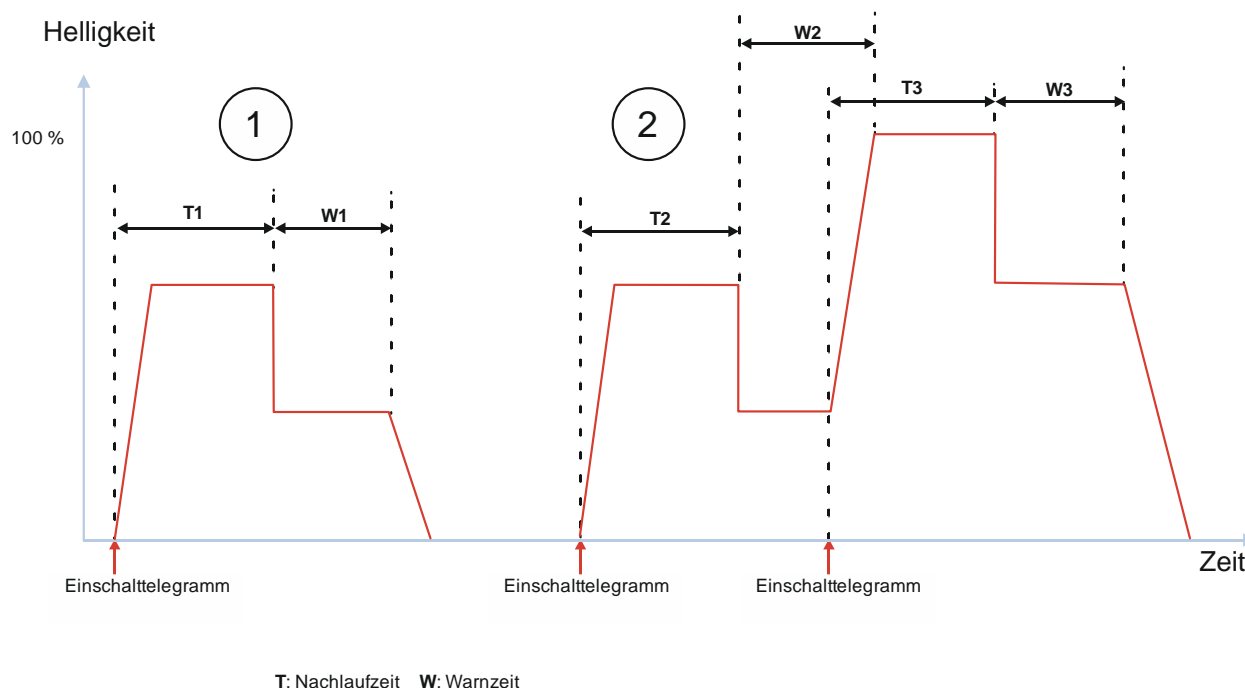 Helligkeit
W2
T3
W3
100 %
1
2
T1
W1
T2
Zeit
Einschalttelegramm
Einschalttelegramm
Einschalttelegramm
T: Nachlaufzeit W: Warnzeit